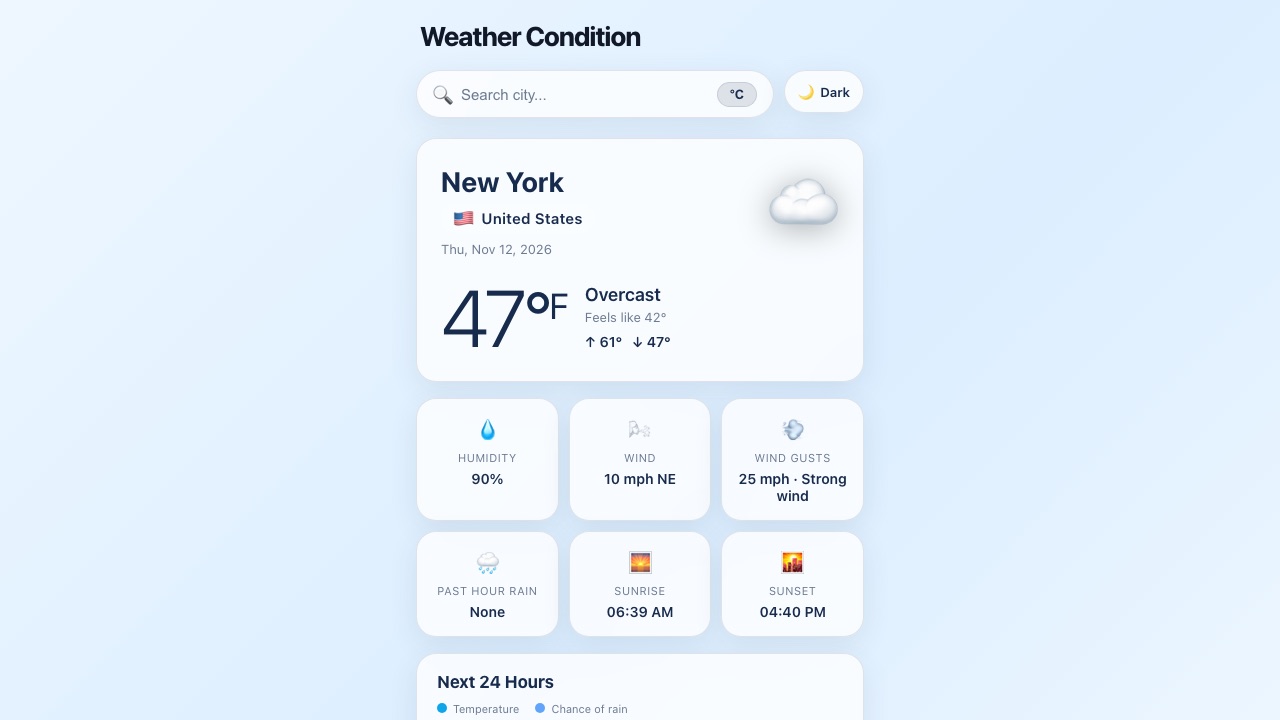 Weather Condition
Search city...
°C
Dark
New York
United States
Thu, Nov 12, 2026
47°F
Overcast
Feels like 42°
↑ 61° ↓ 47°
HUMIDITY
90%
WIND
10 mph NE
WIND GUSTS
25 mph · Strong
wind
PAST HOUR RAIN
None
SUNRISE
06:39 AM
SUNSET
04:40 PM
Next 24 Hours
Temperature
Chance of rain